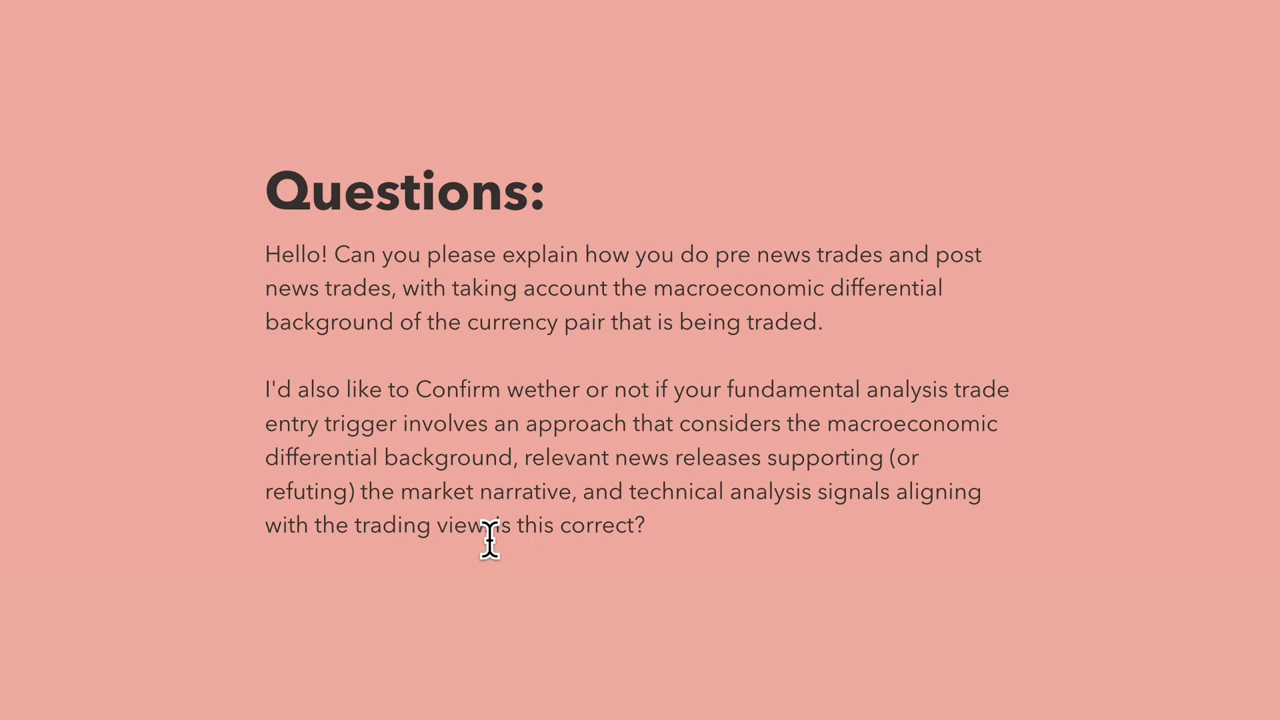 Questions:
Hello! Can you please explain how you do pre news trades and post
news trades, with taking account the macroeconomic differential
background of the currency pair that is being traded.
I'd also like to Confirm wether or not if your fundamental analysis trade
entry trigger involves an approach that considers the macroeconomic
differential background, relevant news releases supporting (or
refuting) the market narrative, and technical analysis signals aligning
with the trading view is this correct?